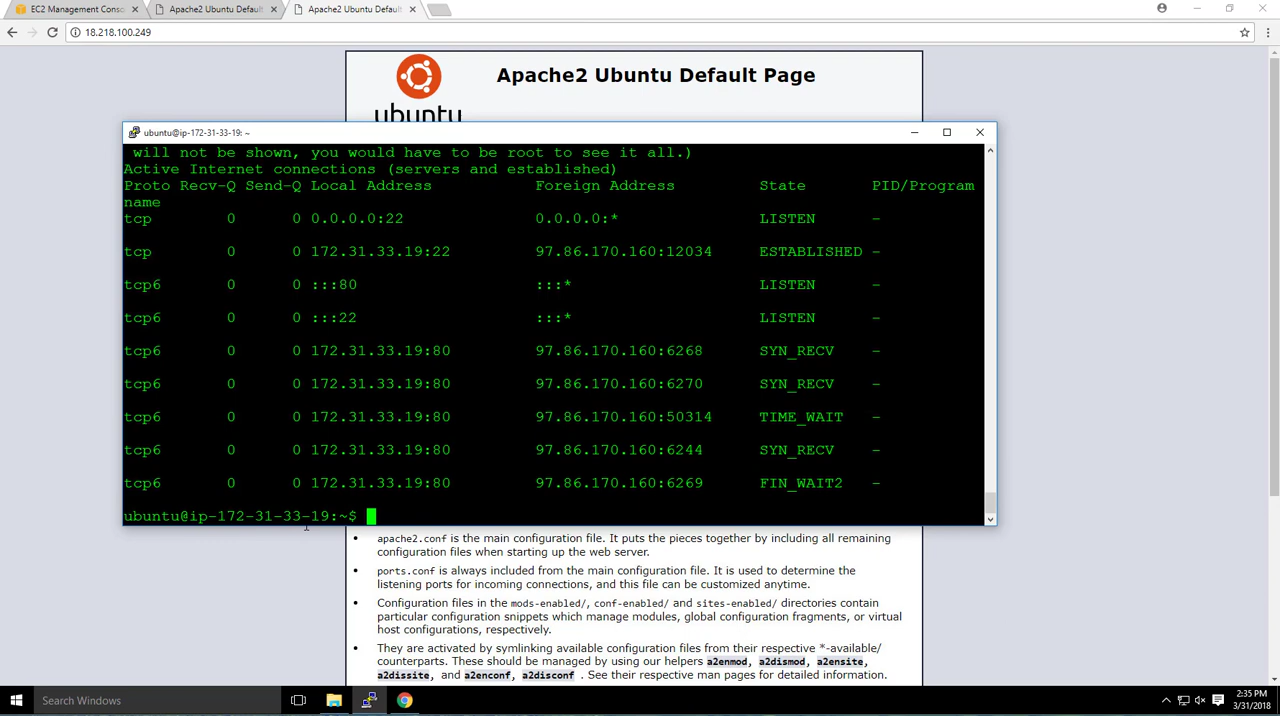 EC2 Management Conso
Apache2 Ubuntu Default
Apache2 Ubuntu Default
18.218.100.249
Apache2 Ubuntu Default Page
ubuntu
ubuntu@ip-172-31-33-19: ~
will not be shown, you would have to be root to see it all.)
Active Internet connections (servers and established)
Proto Recv-Q Send-Q Local Address Foreign Address State PID/Program
name
tcp 0 0 0.0.0.0:22 0.0.0.0:* LISTEN -
tcp 0 0 172.31.33.19:22 97.86.170.160:12034 ESTABLISHED -
tcp6 0 0 :::80 :::* LISTEN -
tcp6 0 0 :::22 :::* LISTEN -
tcp6 0 0 172.31.33.19:80 97.86.170.160:6268 SYN_RECV -
tcp6 0 0 172.31.33.19:80 97.86.170.160:6270 SYN_RECV -
tcp6 0 0 172.31.33.19:80 97.86.170.160:50314 TIME_WAIT -
tcp6 0 0 172.31.33.19:80 97.86.170.160:6244 SYN_RECV -
tcp6 0 0 172.31.33.19:80 97.86.170.160:6269 FIN_WAIT2 -
ubuntu@ip-172-31-33-19:~$
• apache2.conf is the main configuration file. It puts the pieces together by including all remaining
configuration files when starting up the web server.
• ports.conf is always included from the main configuration file. It is used to determine the
listening ports for incoming connections, and this file can be customized anytime.
• Configuration files in the mods-enabled/, conf-enabled/ and sites-enabled/ directories contain
particular configuration snippets which manage modules, global configuration fragments, or virtual
host configurations, respectively.
• They are activated by symlinking available configuration files from their respective *-available/
counterparts. These should be managed by using our helpers a2enmod, a2dismod, a2ensite,
a2dissite, and a2enconf, a2disconf . See their respective man pages for detailed information.
Search Windows
2:35 PM
3/31/2018